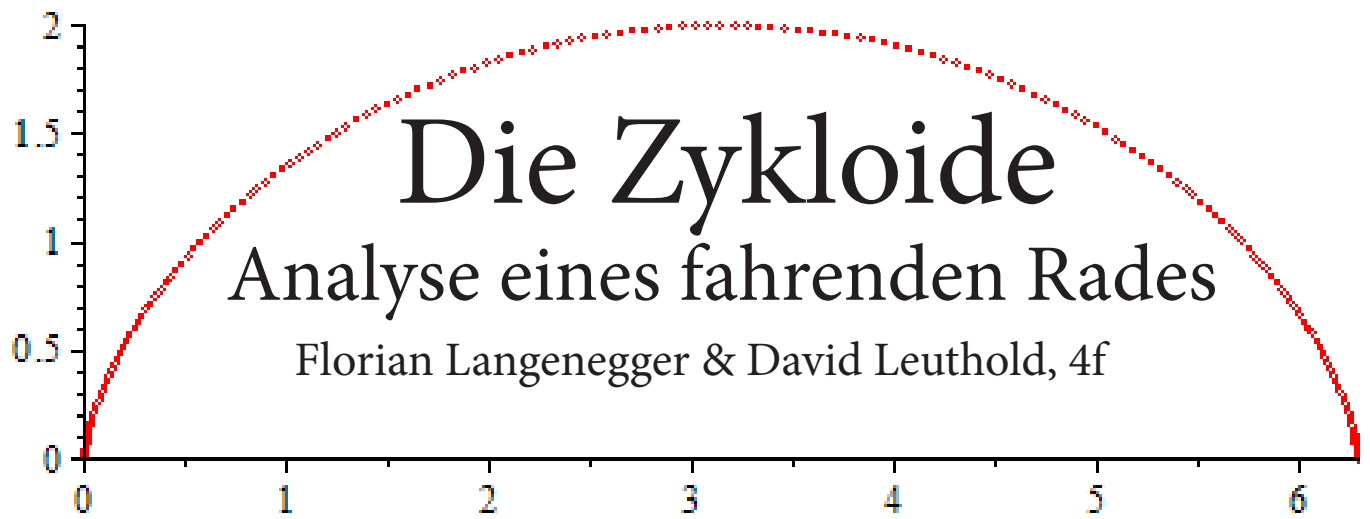 2
1.5
1
0.5
0
0 1 2 3 4 5 6
Die Zykloide
Analyse eines fahrenden Rades
Florian Langenegger & David Leuthold, 4f